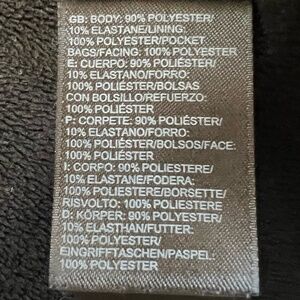 GB: BODY: 90% POLYESTER/
10% ELASTANE/LINING:
100% POLYESTER/POCKET
BAGS/FACING: 100% POLYESTER
E: CUERPO: 90% POLIÉSTER/
10% ELASTANO/FORRO:
100% POLIÉSTER/BOLSAS
CON BOLSILLO/REFUERZO:
100% POLIÉSTER
P: CORPETE: 90% POLIÉSTER/
10% ELASTANO/FORRO:
100% POLIÉSTER/BOLSOS/FACE:
100% POLIÉSTER
I: CORPO: 90% POLIESTERE/
10% ELASTANE/FODERA:
100% POLIESTERE/BORSETTE/
RISVOLTO: 100% POLIESTERE
D: KÖRPER: 90% POLYESTER/
10% ELASTHAN/FUTTER:
100% POLYESTER/
EINGRIFFTASCHEN/PASPEL:
100% POLYESTER